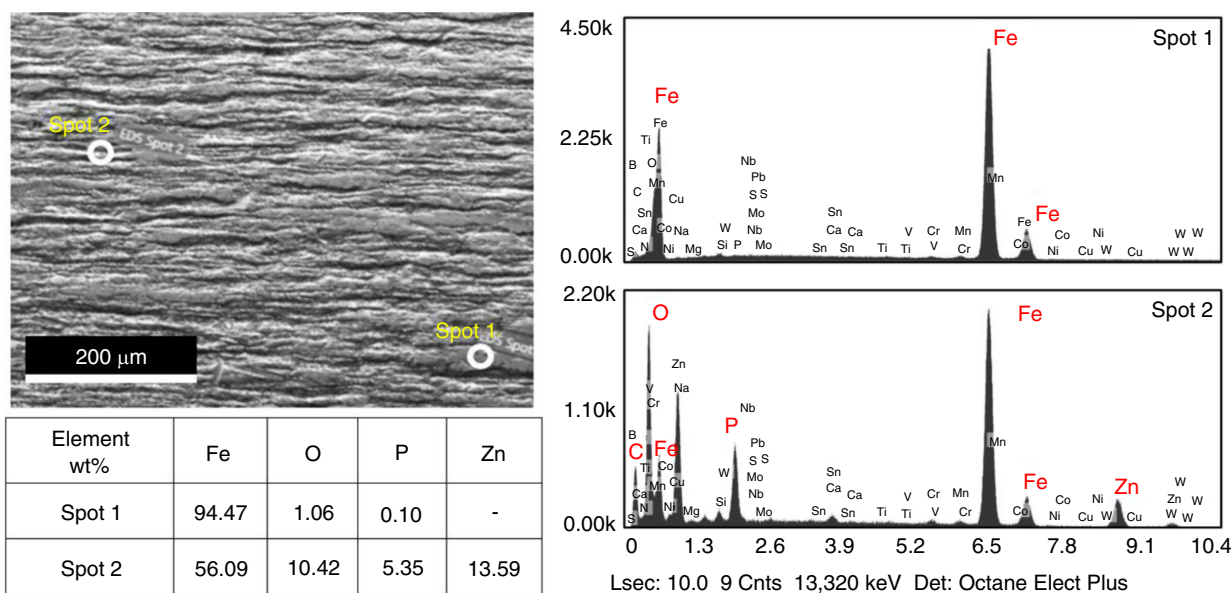 Spot 2
EDS Spot 2
Spot 1
Spot
200 μm
Element wt% Fe O P Zn
Spot 1 94.47 1.06 0.10 -
Spot 2 56.09 10.42 5.35 13.59
4.50k
2.25k
0.00k
Spot 1
Fe
Fe
Fe
Fe
Ti
B
O
Mn
C
Sn
Cu
Ca
Co
Na
S
N
Ni
Mg
Nb
Pb
S S
Mo
W
Nb
Si
P
Mo
Sn
Ca
Ca
Sn
Sn
Ti
V
Ti
Cr
V
Mn
Cr
Mn
Fe
Co
Co
Ni
Ni
Cu
W
Cu
W W
W W
2.20k
1.10k
0.00k
Spot 2
O
Fe
Zn
V
Na
Cr
B
C
Fe
P
Nb
Ti
Co
Pb
S S
W
Mo
Ca
Mn
Cu
Nb
S
N
Ni
Mg
Si
Mo
Sn
Ca
Ca
Sn
Sn
Ti
V
Ti
Cr
V
Mn
Cr
Mn
Fe
Co
Co
Ni
Ni
Cu
W
Zn
Cu
W
Zn W
W W
0 1.3 2.6 3.9 5.2 6.5 7.8 9.1 10.4
Lsec: 10.0 9 Cnts 13,320 keV Det: Octane Elect Plus